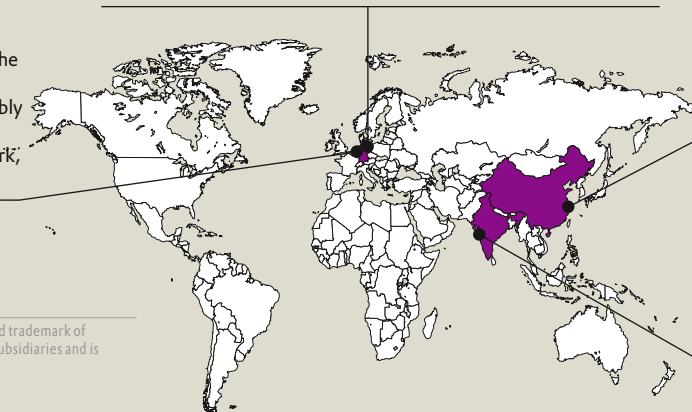 he
bly
rk,
d trademark of
ubsidiaries and is